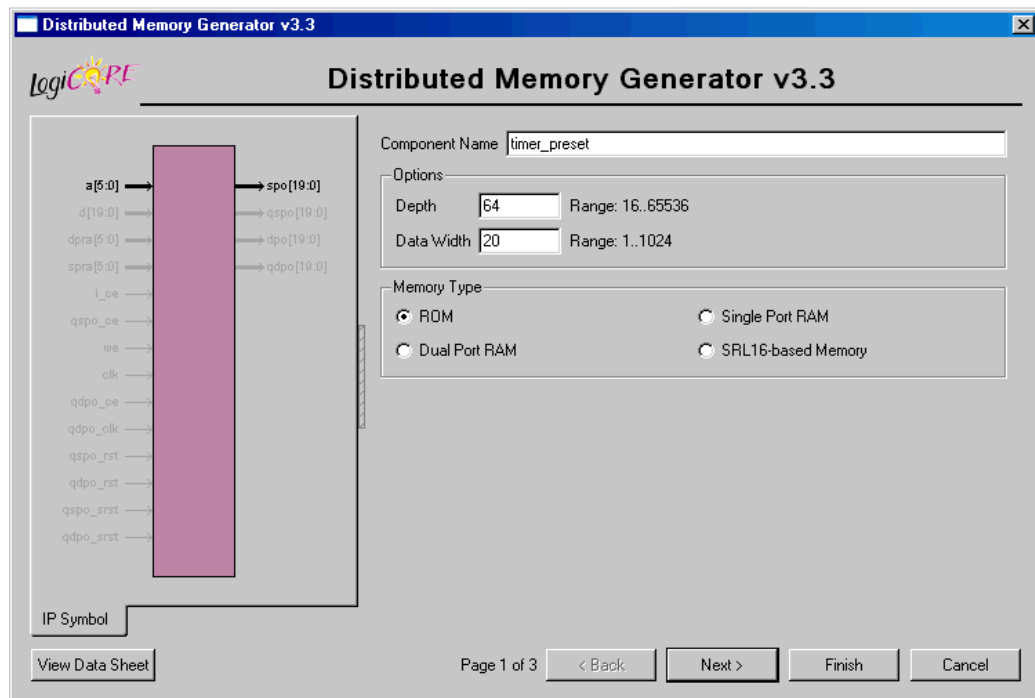 Distributed Memory Generator v3.3
LogiCORE
Distributed Memory Generator v3.3
a[5:0]
d[19:0]
dpra[5:0]
spra[5:0]
i_ce
qspo_ce
we
clk
qdpo_ce
qdpo_clk
qspo_rst
qdpo_rst
qspo_srst
qdpo_srst
spo[19:0]
qspo[19:0]
dpo[19:0]
qdpo[19:0]
IP Symbol
Component Name timer_preset
Options
Depth 64 Range: 16..65536
Data Width 20 Range: 1..1024
Memory Type
ROM Single Port RAM
Dual Port RAM SRL16-based Memory
View Data Sheet Page 1 of 3 < Back Next > Finish Cancel